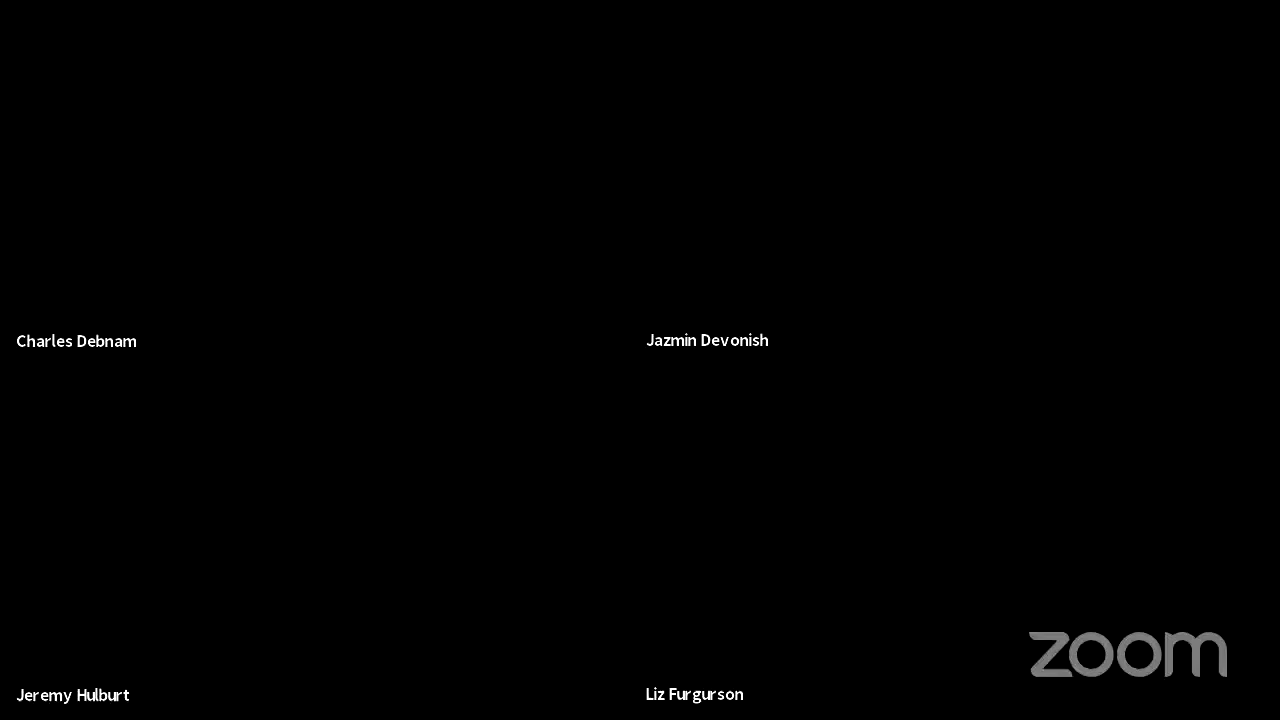 Charles Debnam
Jazmin Devonish
Jeremy Hulburt
Liz Furgurson
zoom